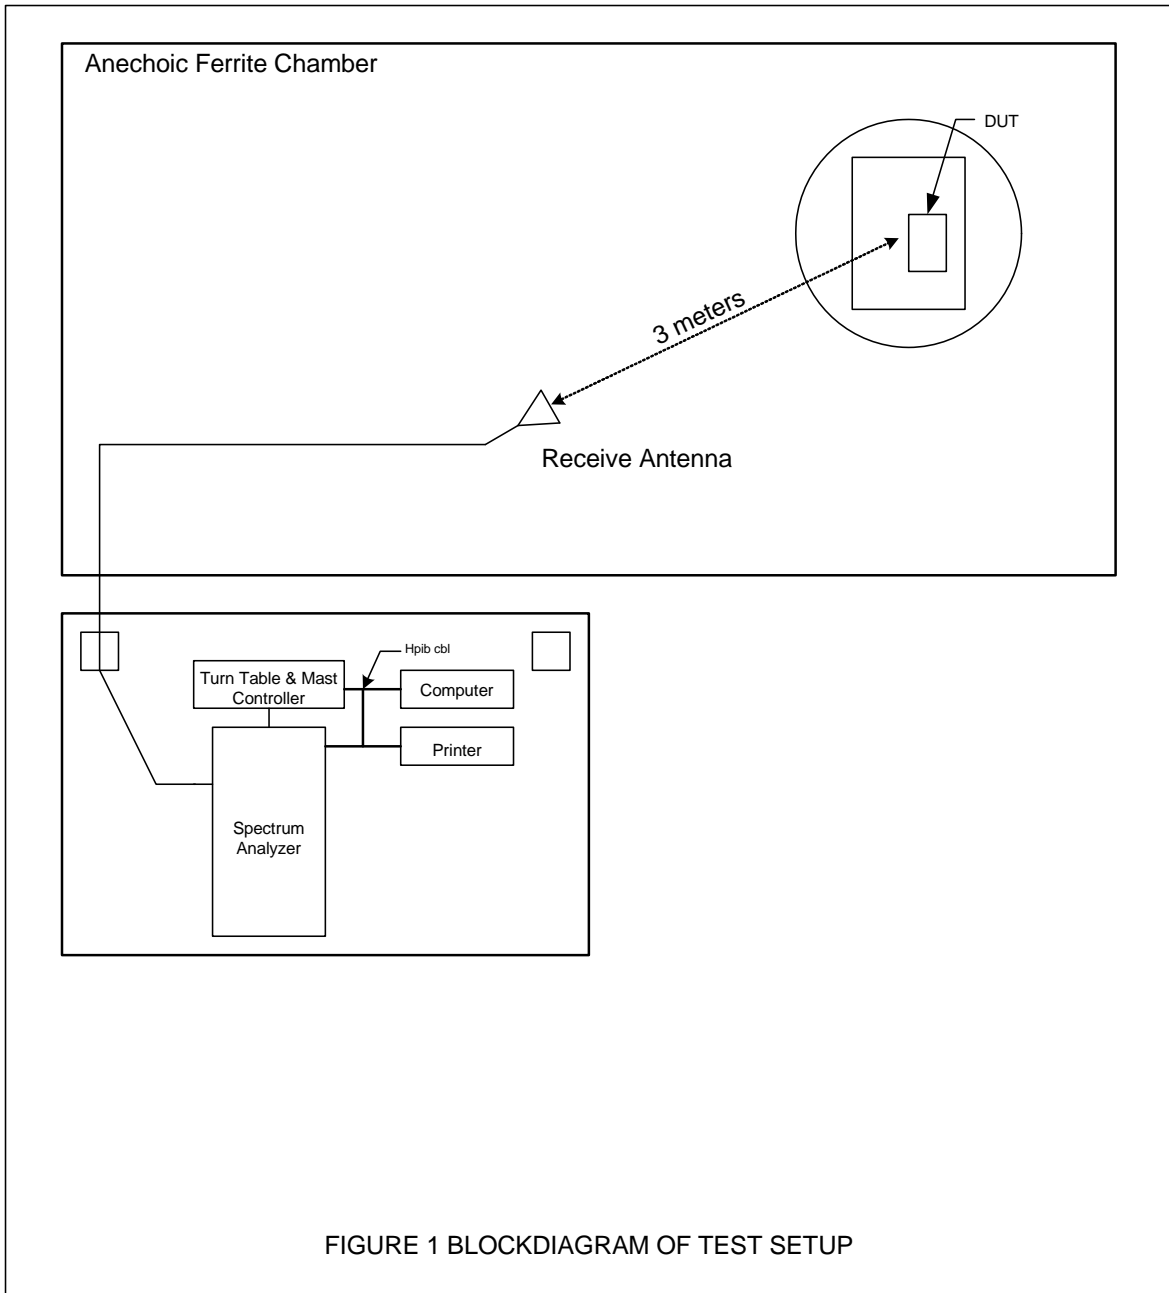 Anechoic Ferrite Chamber
DUT
3 meters
Receive Antenna
Hpib cbl
Turn Table & Mast
Controller
Computer
Printer
Spectrum
Analyzer
FIGURE 1 BLOCKDIAGRAM OF TEST SETUP